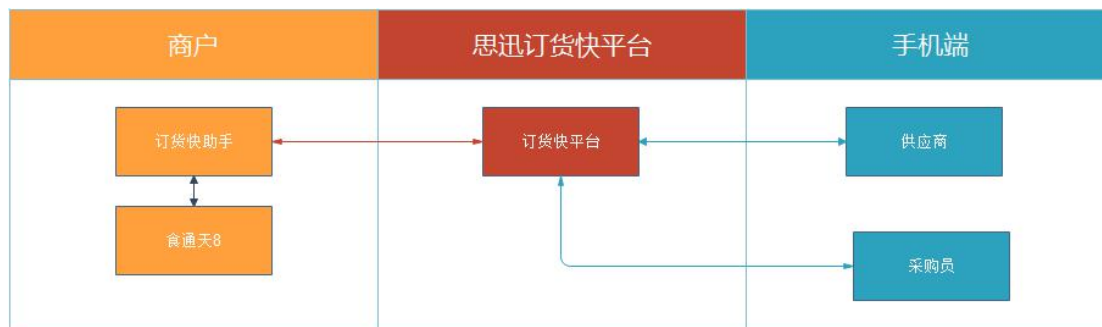 商户
思迅订货快平台
手机端
订货快助手
订货快平台
供应商
食通天8
采购员